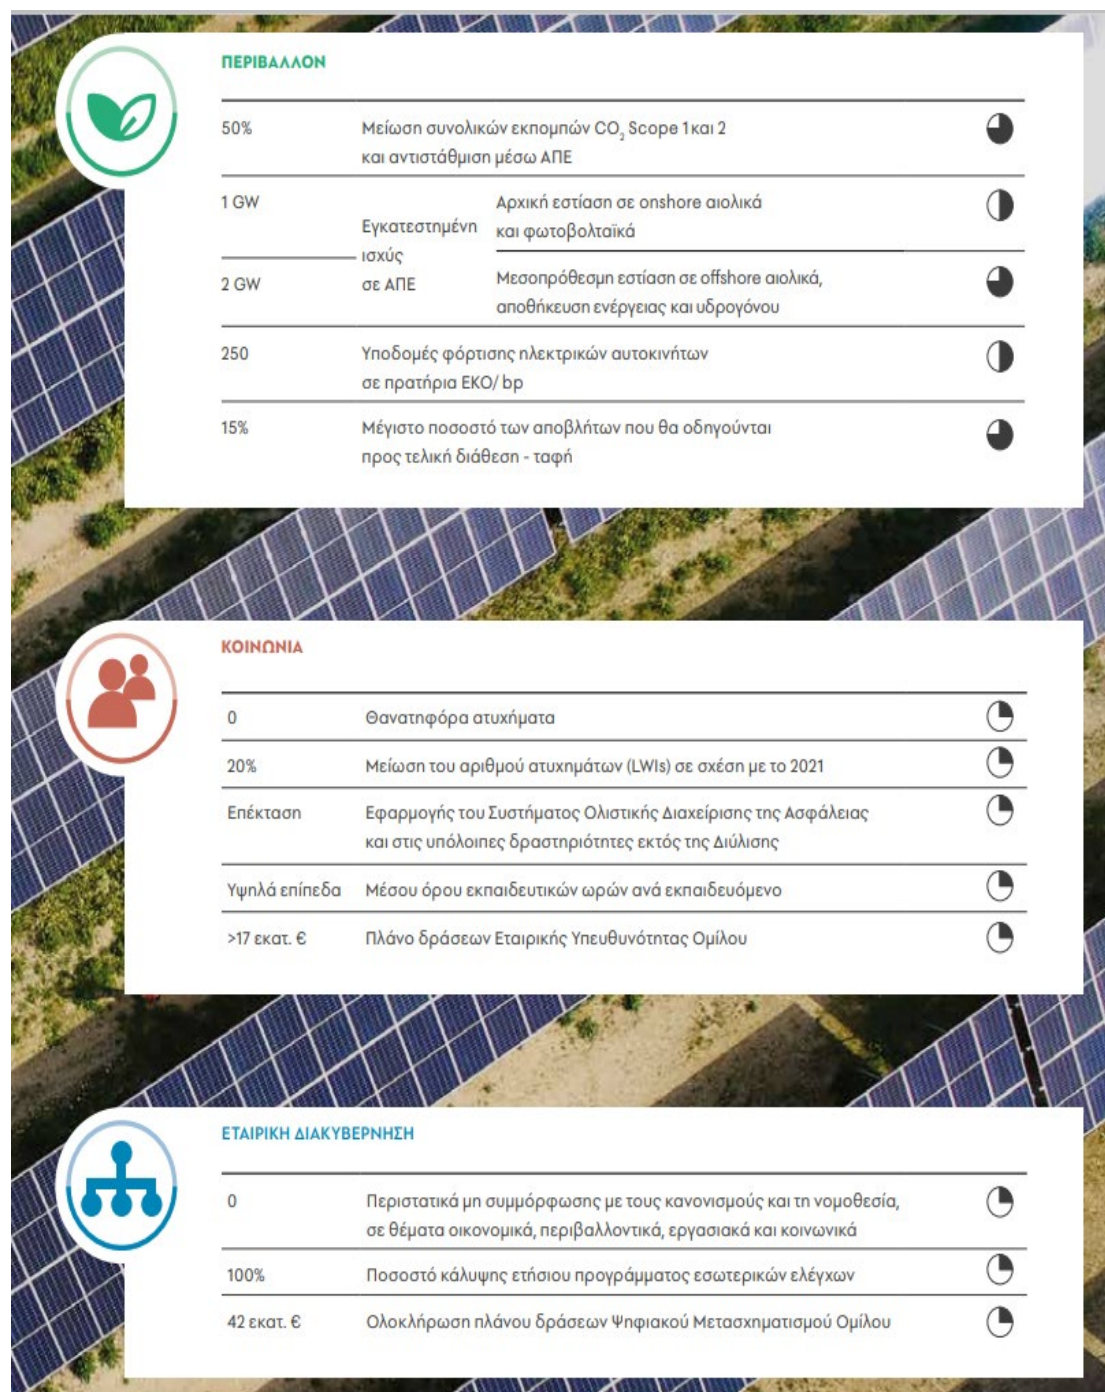 ΠΕΡΙΒΑΛΛΟΝ
50%
Μείωση συνολικών εκπομπών CO₂ Scope 1 και 2
και αντιστάθμιση μέσω ΑΠΕ
1 GW
2 GW
Εγκατεστημένη
ισχύς
σε ΑΠΕ
Αρχική εστίαση σε onshore αιολικά
και φωτοβολταϊκά
Μεσοπρόθεσμη εστίαση σε offshore αιολικά,
αποθήκευση ενέργειας και υδρογόνου
250
Υποδομές φόρτισης ηλεκτρικών αυτοκινήτων
σε πρατήρια ΕΚΟ/ bp
15%
Μέγιστο ποσοστό των αποβλήτων που θα οδηγούνται
προς τελική διάθεση - ταφή
ΚΟΙΝΩΝΙΑ
0 Θανατηφόρα ατυχήματα
20% Μείωση του αριθμού ατυχημάτων (LWIs) σε σχέση με το 2021
Επέκταση Εφαρμογής του Συστήματος Ολιστικής Διαχείρισης της Ασφάλειας
και στις υπόλοιπες δραστηριότητες εκτός της Διύλισης
Υψηλά επίπεδα Μέσου όρου εκπαιδευτικών ωρών ανά εκπαιδευόμενο
>17 εκατ. € Πλάνο δράσεων Εταιρικής Υπευθυνότητας Ομίλου
ΕΤΑΙΡΙΚΗ ΔΙΑΚΥΒΕΡΝΗΣΗ
0 Περιστατικά μη συμμόρφωσης με τους κανονισμούς και τη νομοθεσία,
σε θέματα οικονομικά, περιβαλλοντικά, εργασιακά και κοινωνικά
100% Ποσοστό κάλυψης ετήσιου προγράμματος εσωτερικών ελέγχων
42 εκατ. € Ολοκλήρωση πλάνου δράσεων Ψηφιακού Μετασχηματισμού Ομίλου